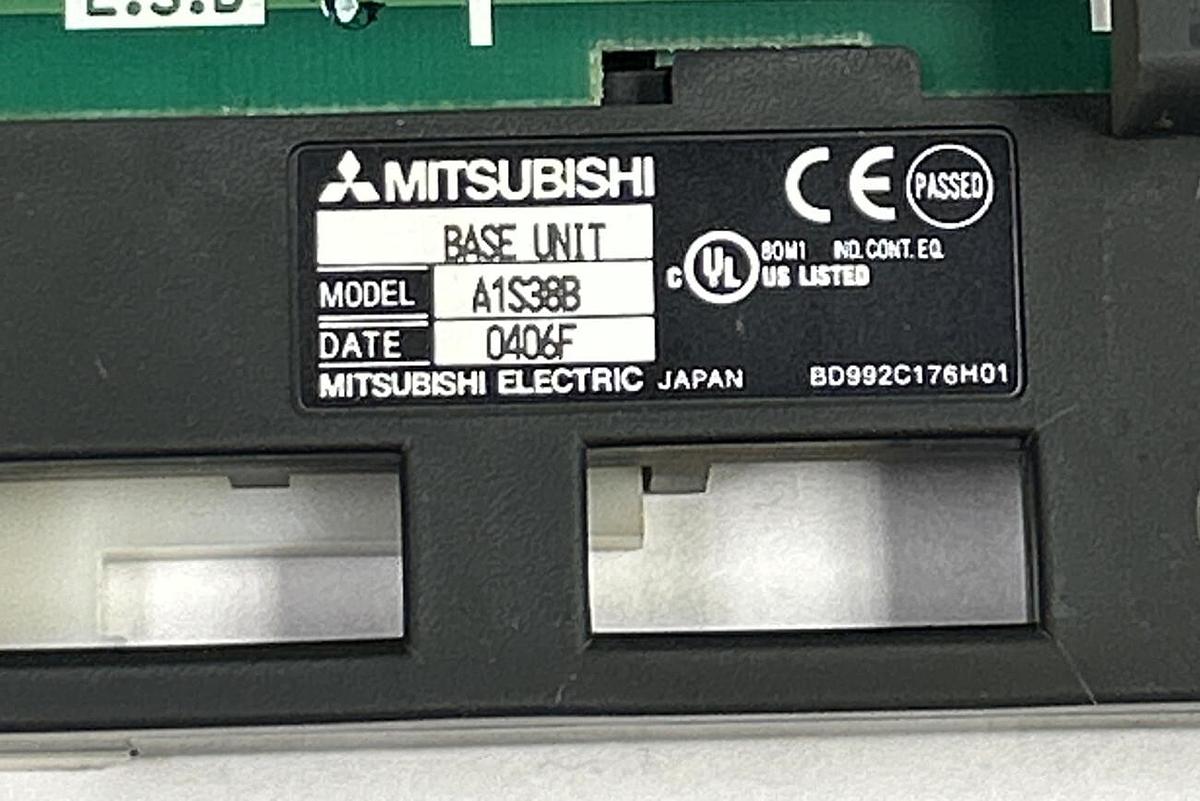 MITSUBISHI
BASE UNIT
MODEL A1S38B
DATE 0406F
MITSUBISHI ELECTRIC JAPAN
CE PASSED
C UL US LISTED
80M1 IND. CONT. EQ.
BD992C176H01